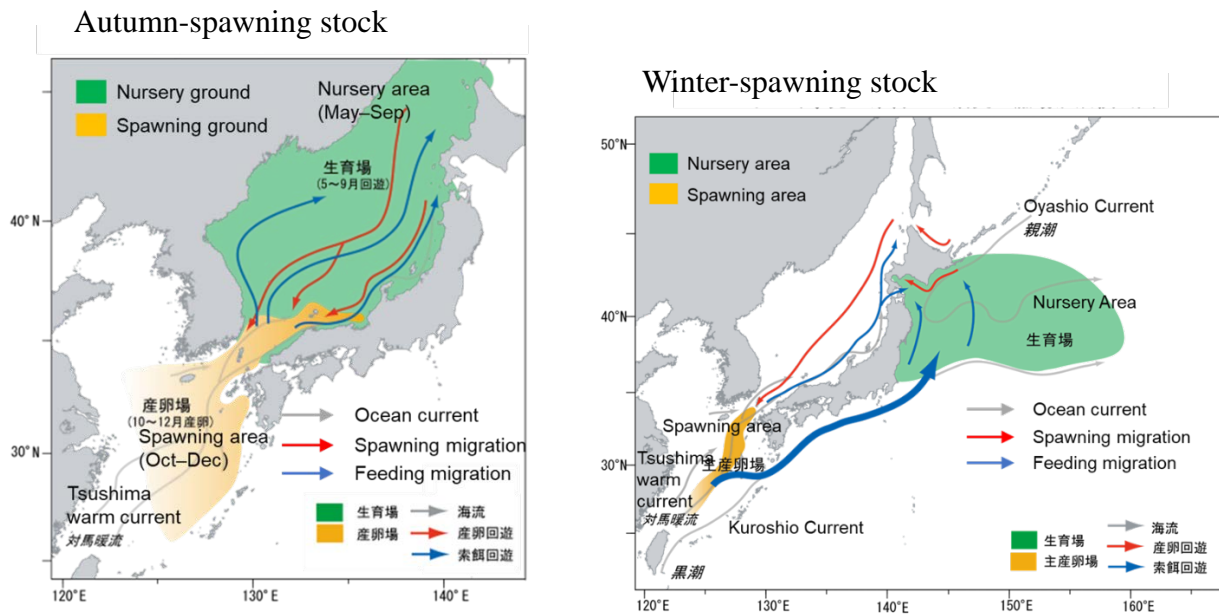 Autumn-spawning stock
Nursery ground
Spawning ground
Nursery area
(May–Sep)
生育場
(5〜9月回遊)
40°N
産卵場
(10〜12月産卵)
Spawning area
(Oct–Dec)
30°N
Tsushima
warm current
対馬暖流
Ocean current
Spawning migration
Feeding migration
生育場
産卵場
海流
産卵回遊
索餌回遊
120°E
130°E
140°E
Winter-spawning stock
50°N
Nursery area
Spawning area
Oyashio Current
親潮
40°N
Nursery Area
生育場
Spawning area
主産卵場
30°N
Tsushima
warm
current
対馬暖流
Kuroshio Current
黒潮
Ocean current
Spawning migration
Feeding migration
生育場
主産卵場
海流
産卵回遊
索餌回遊
120°E
130°E
140°E
150°E
160°E